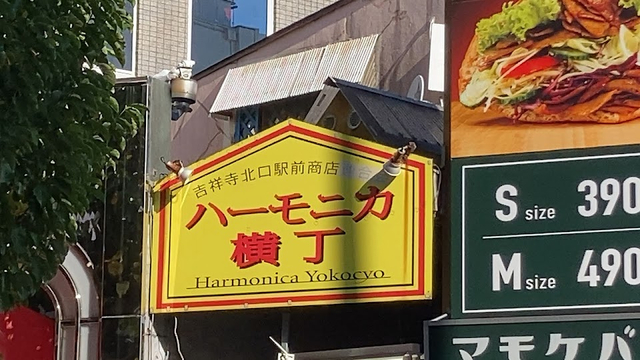 吉祥寺北口駅前商店
ハーモニカ
横丁
Harmonica Yokocyo
S size 390
M size 490
マモケバ